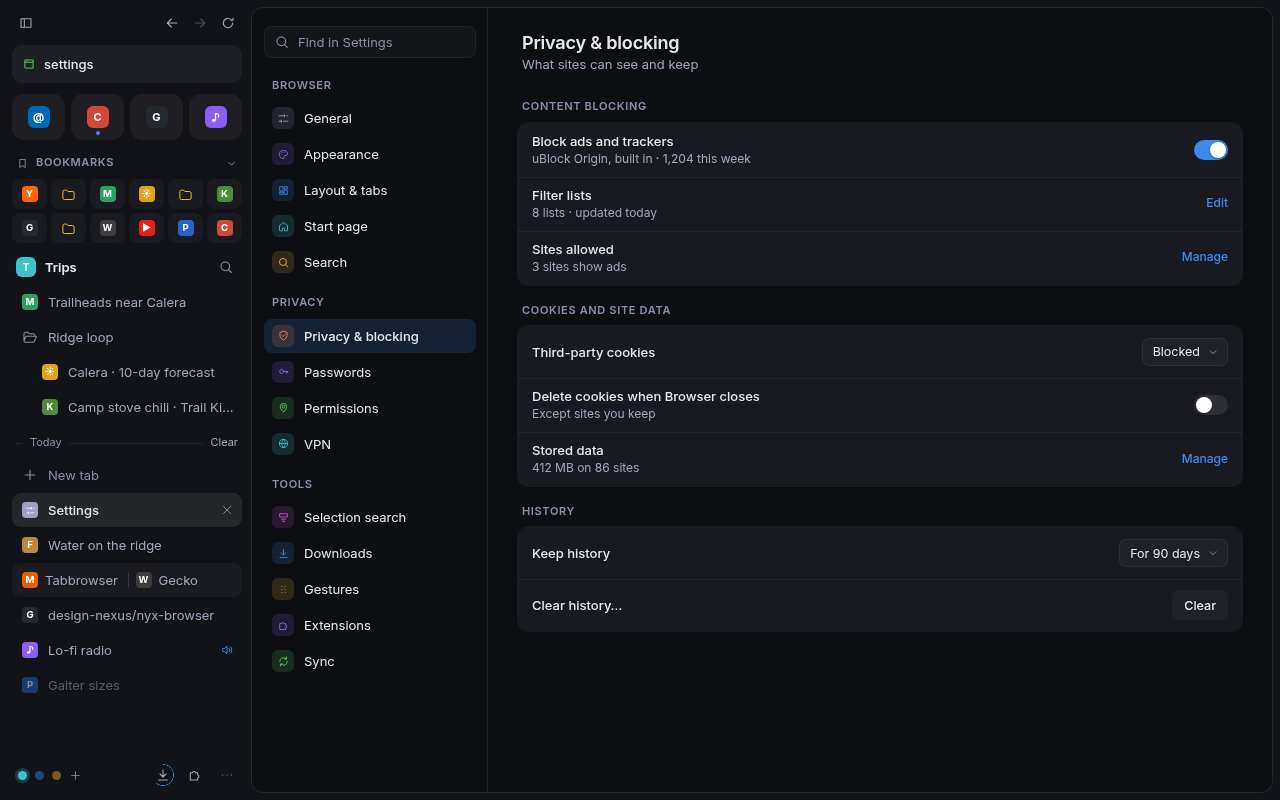 settings
@
C
G
BOOKMARKS
Y
M
K
G
W
P
C
T Trips
M Trailheads near Calera
Ridge loop
Calera · 10-day forecast
K Camp stove chili · Trail Ki...
Today
Clear
New tab
Settings
F Water on the ridge
M Tabbrowser
W Gecko
G design-nexus/nyx-browser
Lo-fi radio
P Gaiter sizes
Find in Settings
BROWSER
General
Appearance
Layout & tabs
Start page
Search
PRIVACY
Privacy & blocking
Passwords
Permissions
VPN
TOOLS
Selection search
Downloads
Gestures
Extensions
Sync
Privacy & blocking
What sites can see and keep
CONTENT BLOCKING
Block ads and trackers
uBlock Origin, built in · 1,204 this week
Filter lists
8 lists · updated today
Edit
Sites allowed
3 sites show ads
Manage
COOKIES AND SITE DATA
Third-party cookies
Blocked
Delete cookies when Browser closes
Except sites you keep
Stored data
412 MB on 86 sites
Manage
HISTORY
Keep history
For 90 days
Clear history...
Clear